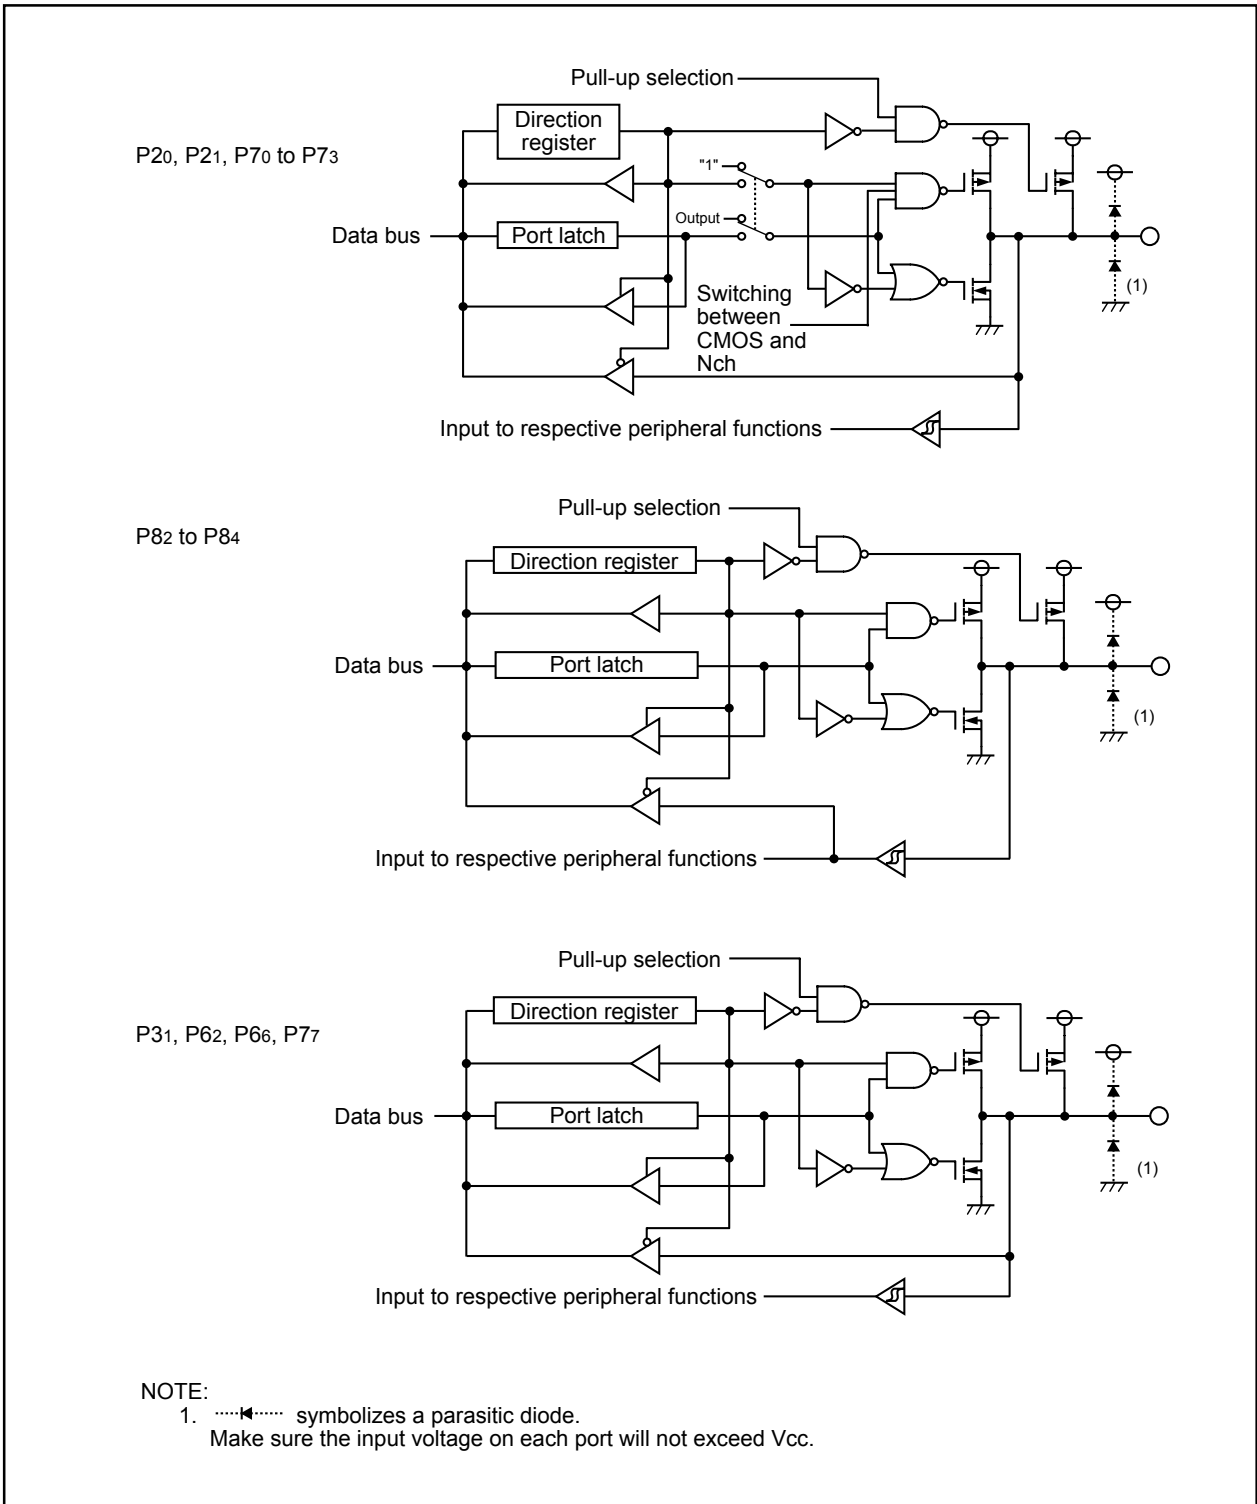 Pull-up selection
Direction
register
P20, P21, P70 to P73
"1"
Output
Data bus
Port latch
(1)
Switching
between
CMOS and
Nch
Input to respective peripheral functions
Pull-up selection
P82 to P84
Direction register
Data bus
Port latch
(1)
Input to respective peripheral functions
Pull-up selection
Direction register
P31, P62, P66, P77
Data bus
Port latch
(1)
Input to respective peripheral functions
NOTE:
1. symbolizes a parasitic diode.
Make sure the input voltage on each port will not exceed Vcc.